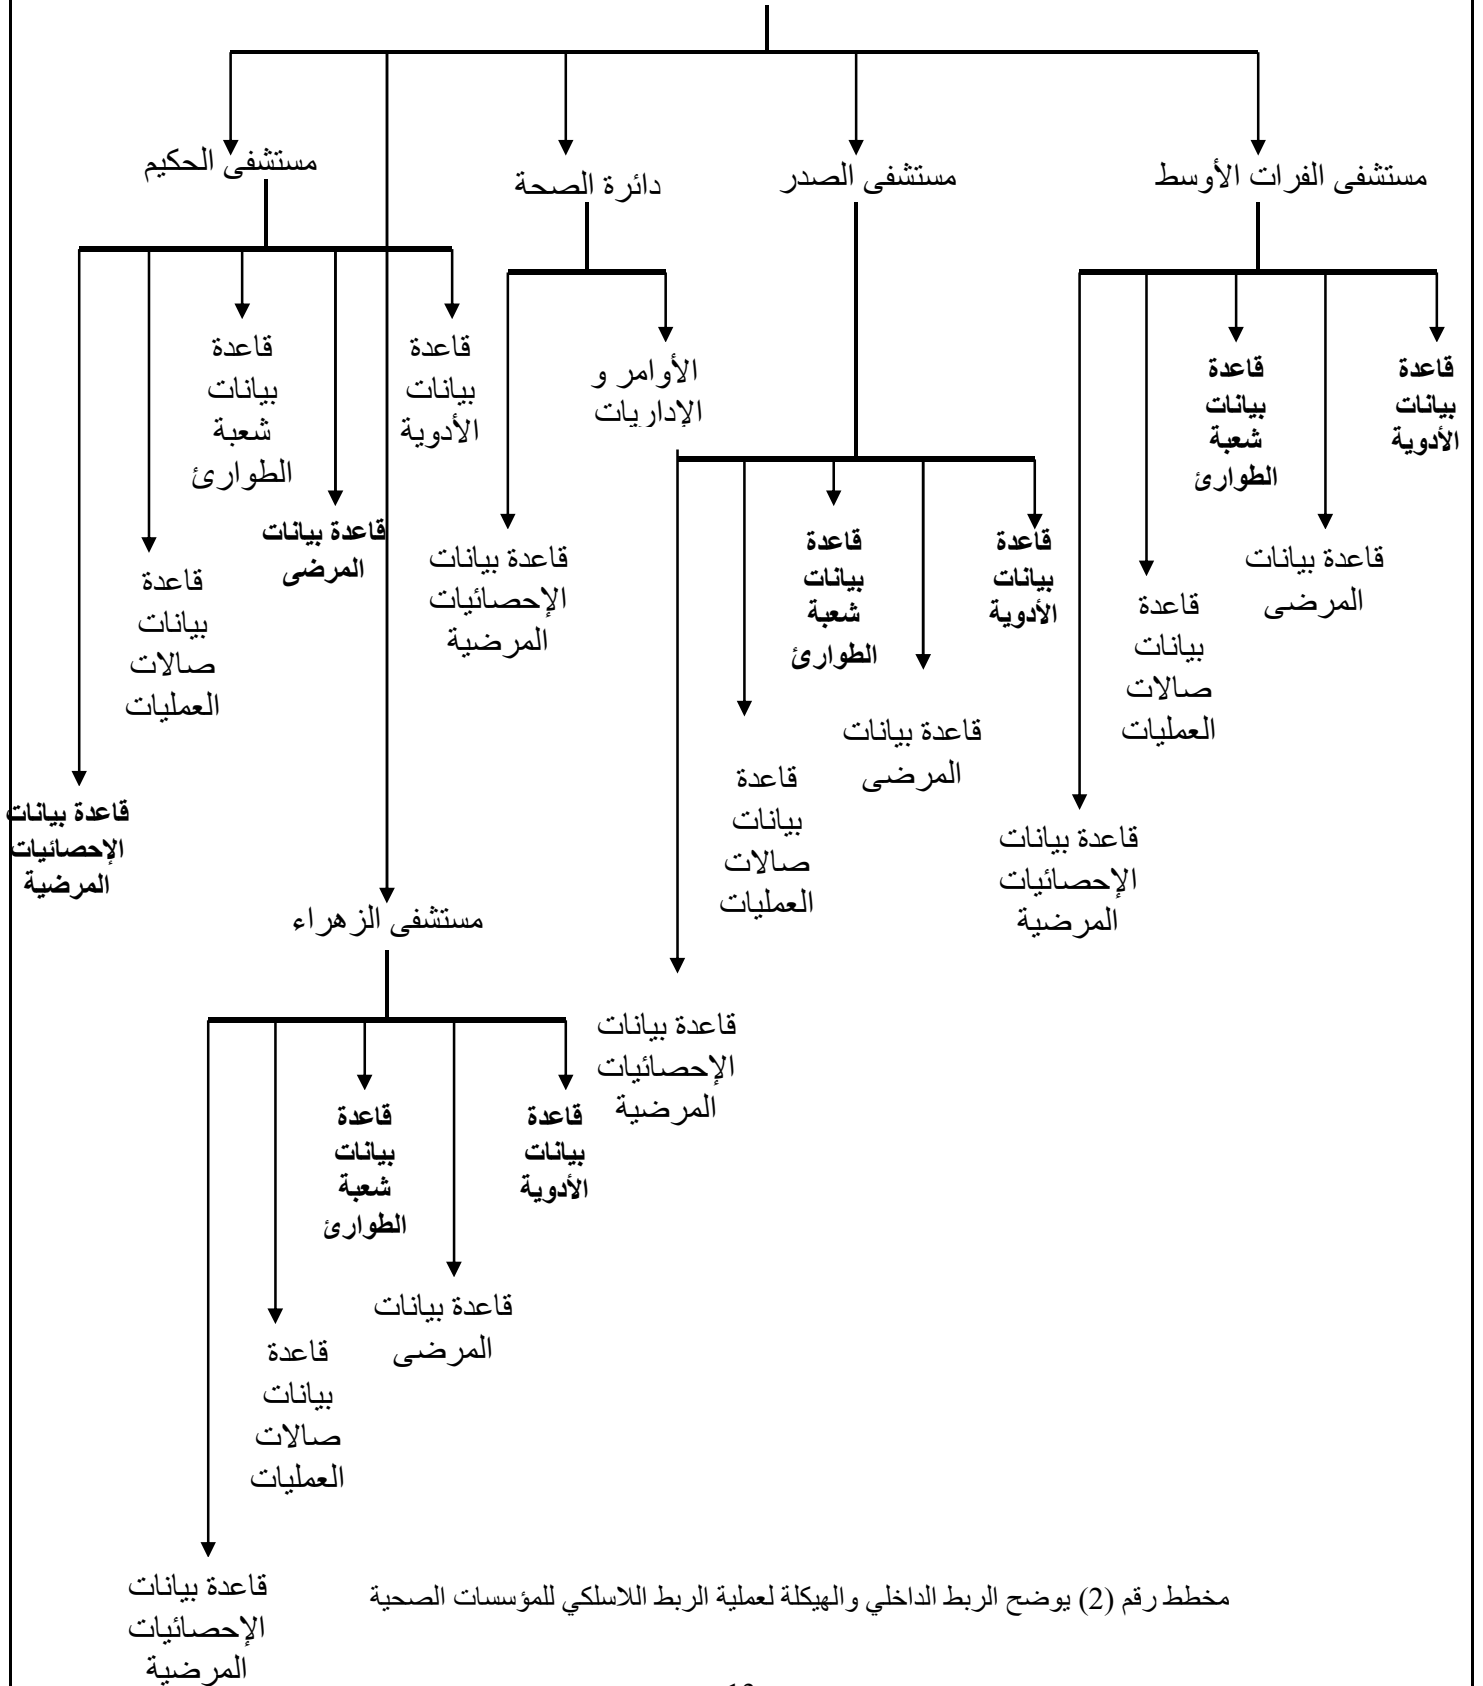 مستشفى الفرات الأوسط
مستشفى الصدر
دائرة الصحة
مستشفى الحكيم
قاعدة
بيانات
الأدوية
قاعدة
بيانات
شعبة
الطوارئ
قاعدة بيانات
المرضى
قاعدة
بيانات
صالات
العمليات
قاعدة بيانات
الإحصائيات
المرضية
قاعدة
بيانات
الأدوية
قاعدة
بيانات
شعبة
الطوارئ
قاعدة بيانات
المرضى
قاعدة
بيانات
صالات
العمليات
قاعدة بيانات
الإحصائيات
المرضية
الأوامر و
الإداريات
قاعدة بيانات
الإحصائيات
المرضية
قاعدة
بيانات
الأدوية
قاعدة بيانات
المرضى
قاعدة
بيانات
شعبة
الطوارئ
قاعدة
بيانات
صالات
العمليات
قاعدة بيانات
الإحصائيات
المرضية
مستشفى الزهراء
قاعدة
بيانات
الأدوية
قاعدة
بيانات
شعبة
الطوارئ
قاعدة بيانات
المرضى
قاعدة
بيانات
صالات
العمليات
قاعدة بيانات
الإحصائيات
المرضية
مخطط رقم (2) يوضح الربط الداخلي والهيكلة لعملية الربط اللاسلكي للمؤسسات الصحية